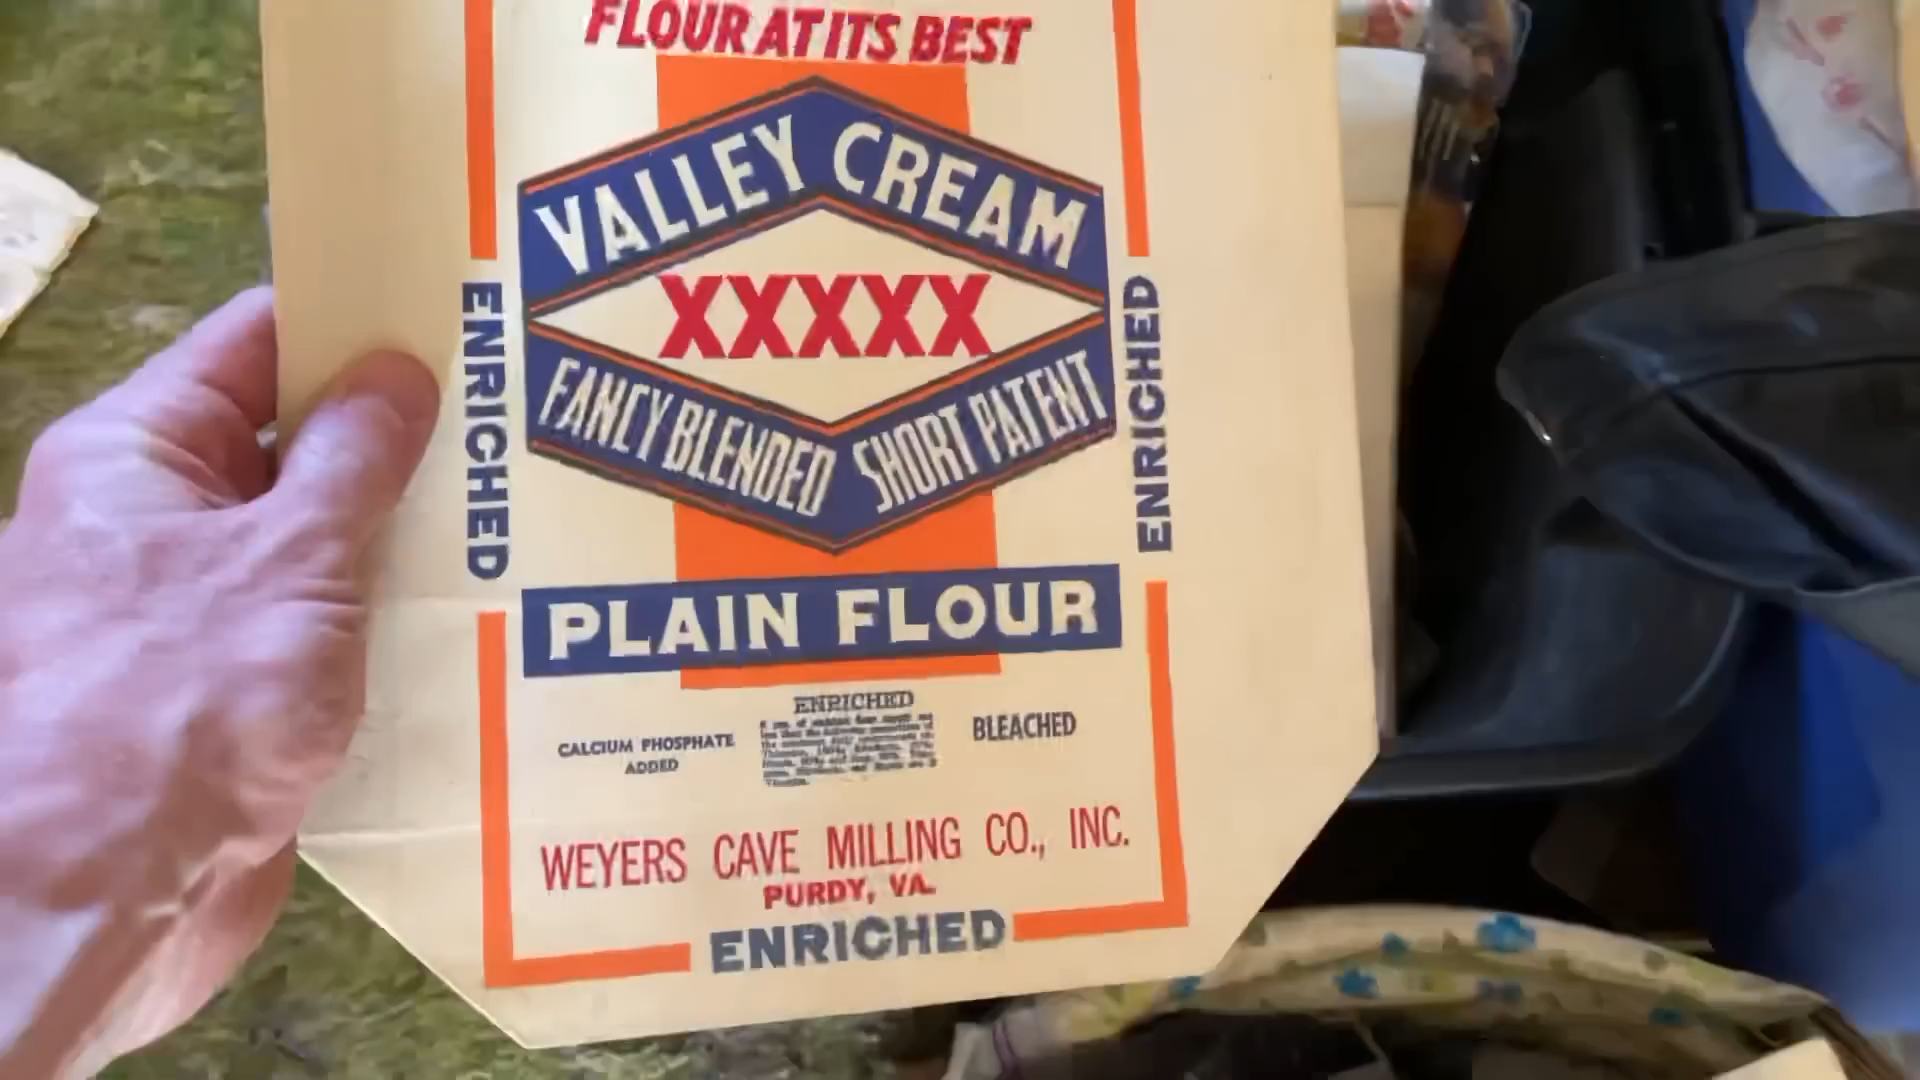 FLOUR AT ITS BEST
VALLEY CREAM
XXXXX
FANCY BLENDED SHORT PATENT
ENRICHED
ENRICHED
PLAIN FLOUR
ENRICHED
CALCIUM PHOSPHATE
ADDED
BLEACHED
WEYERS CAVE MILLING CO., INC.
PURDY, VA.
ENRICHED